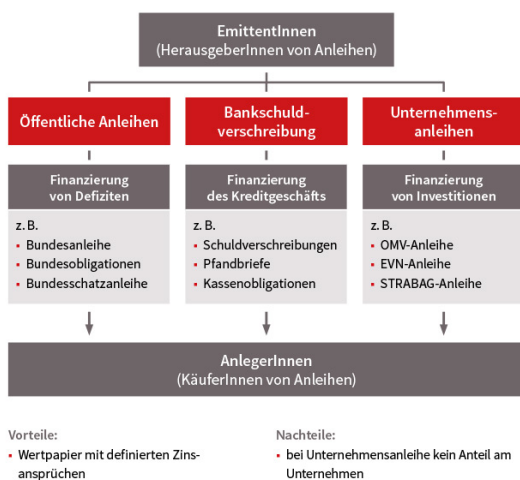 EmittentInnen
(HerausgeberInnen von Anleihen)
Öffentliche Anleihen
Bankschuld-
verschreibung
Unternehmens-
anleihen
Finanzierung
von Defiziten
Finanzierung
des Kreditgeschäfts
Finanzierung
von Investitionen
z. B.
▪ Bundesanleihe
▪ Bundesobligationen
▪ Bundesschatzanleihe
z. B.
▪ Schuldverschreibungen
▪ Pfandbriefe
▪ Kassenobligationen
z. B.
▪ OMV-Anleihe
▪ EVN-Anleihe
▪ STRABAG-Anleihe
AnlegerInnen
(KäuferInnen von Anleihen)
Vorteile:
▪ Wertpapier mit definierten Zins-
ansprüchen
Nachteile:
▪ bei Unternehmensanleihe kein Anteil am
Unternehmen